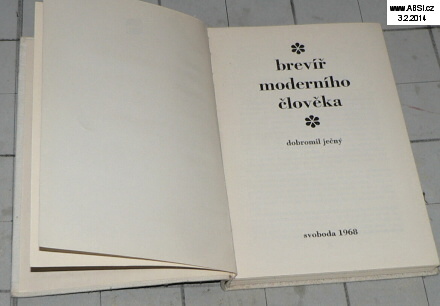 www.ABSi.cz
3.2.2014
brevíř
moderního
člověka
dobromil ječný
svoboda 1968